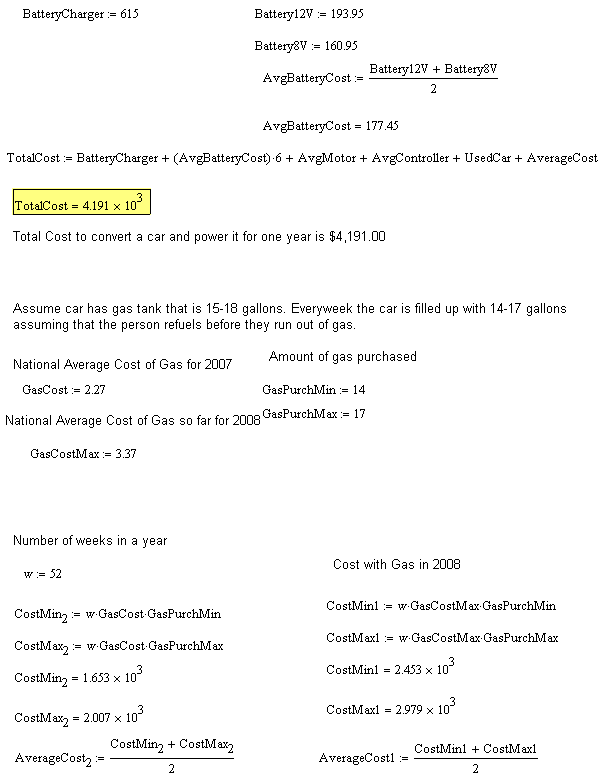 BatteryCharger := 615
Battery12V := 193.95
Battery8V := 160.95
AvgBatteryCost := (Battery12V + Battery8V) / 2
AvgBatteryCost = 177.45
TotalCost := BatteryCharger + (AvgBatteryCost)·6 + AvgMotor + AvgController + UsedCar + AverageCost
TotalCost = 4.191 × 10^3
Total Cost to convert a car and power it for one year is $4,191.00
Assume car has gas tank that is 15-18 gallons. Everyweek the car is filled up with 14-17 gallons
assuming that the person refuels before they run out of gas.
National Average Cost of Gas for 2007
GasCost := 2.27
National Average Cost of Gas so far for 2008
GasCostMax := 3.37
Amount of gas purchased
GasPurchMin := 14
GasPurchMax := 17
Number of weeks in a year
w := 52
CostMin_2 := w·GasCost·GasPurchMin
CostMax_2 := w·GasCost·GasPurchMax
CostMin_2 = 1.653 × 10^3
CostMax_2 = 2.007 × 10^3
AverageCost_2 := (CostMin_2 + CostMax_2) / 2
Cost with Gas in 2008
CostMin1 := w·GasCostMax·GasPurchMin
CostMax1 := w·GasCostMax·GasPurchMax
CostMin1 = 2.453 × 10^3
CostMax1 = 2.979 × 10^3
AverageCost1 := (CostMin1 + CostMax1) / 2